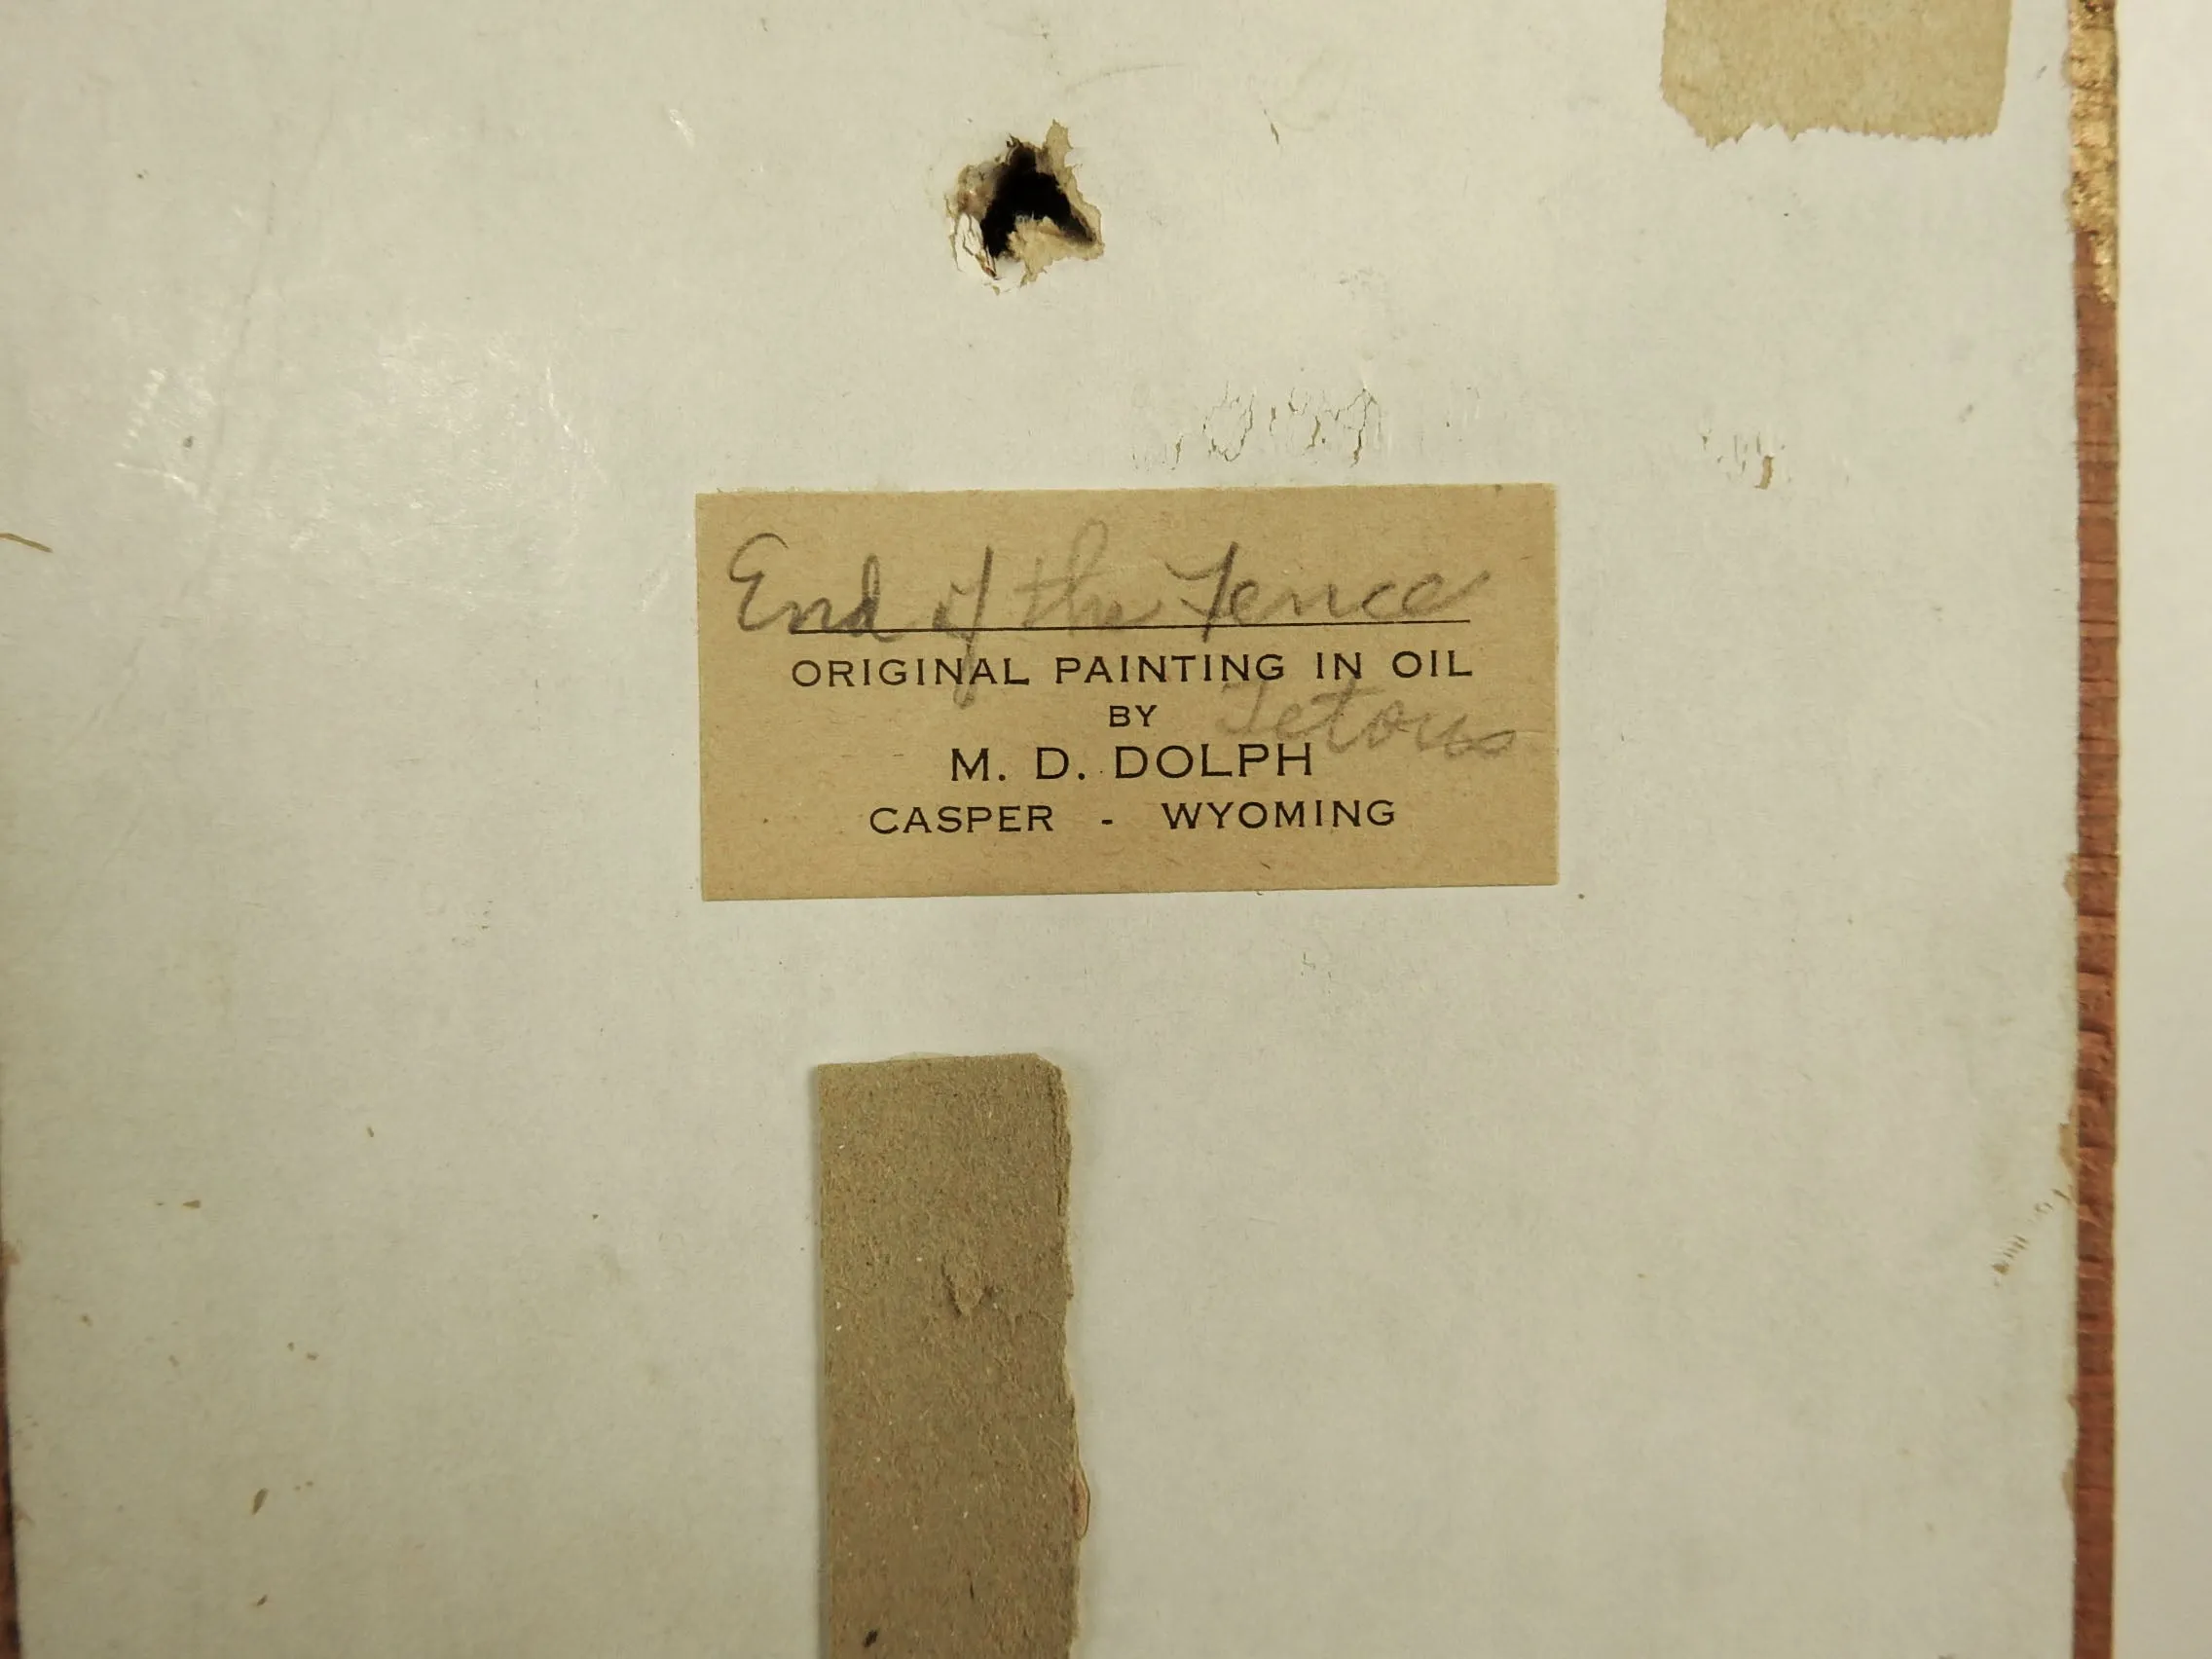 End of the Fence
ORIGINAL PAINTING IN OIL
BY Tetons
M. D. DOLPH
CASPER - WYOMING